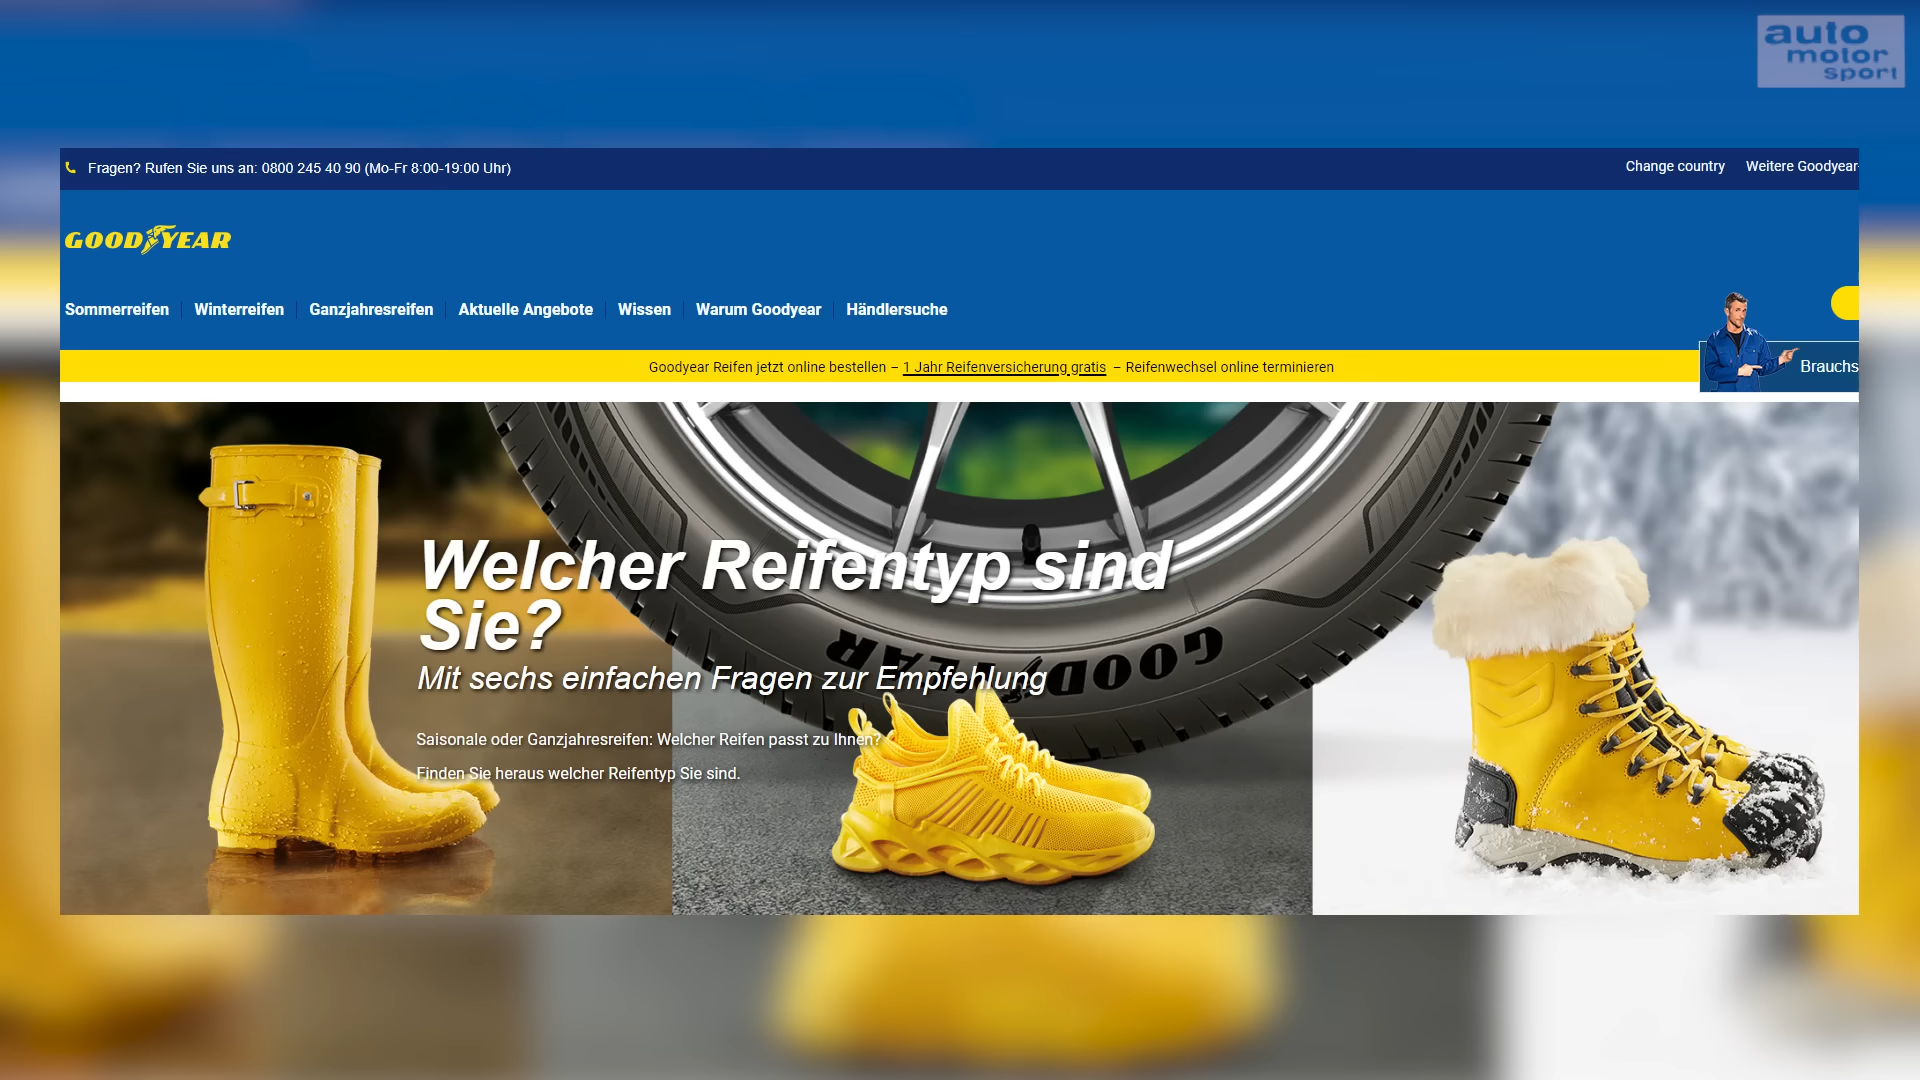 auto
motor
sport
Fragen? Rufen Sie uns an: 0800 245 40 90 (Mo-Fr 8:00-19:00 Uhr)
Change country
Weitere Goodyear
GOODYEAR
Sommerreifen
Winterreifen
Ganzjahresreifen
Aktuelle Angebote
Wissen
Warum Goodyear
Händlersuche
Goodyear Reifen jetzt online bestellen – 1 Jahr Reifenversicherung gratis – Reifenwechsel online terminieren
Brauchs
Welcher Reifentyp sind
Sie?
GOODYEAR
Mit sechs einfachen Fragen zur Empfehlung
Saisonale oder Ganzjahresreifen: Welcher Reifen passt zu Ihnen?
Finden Sie heraus welcher Reifentyp Sie sind.